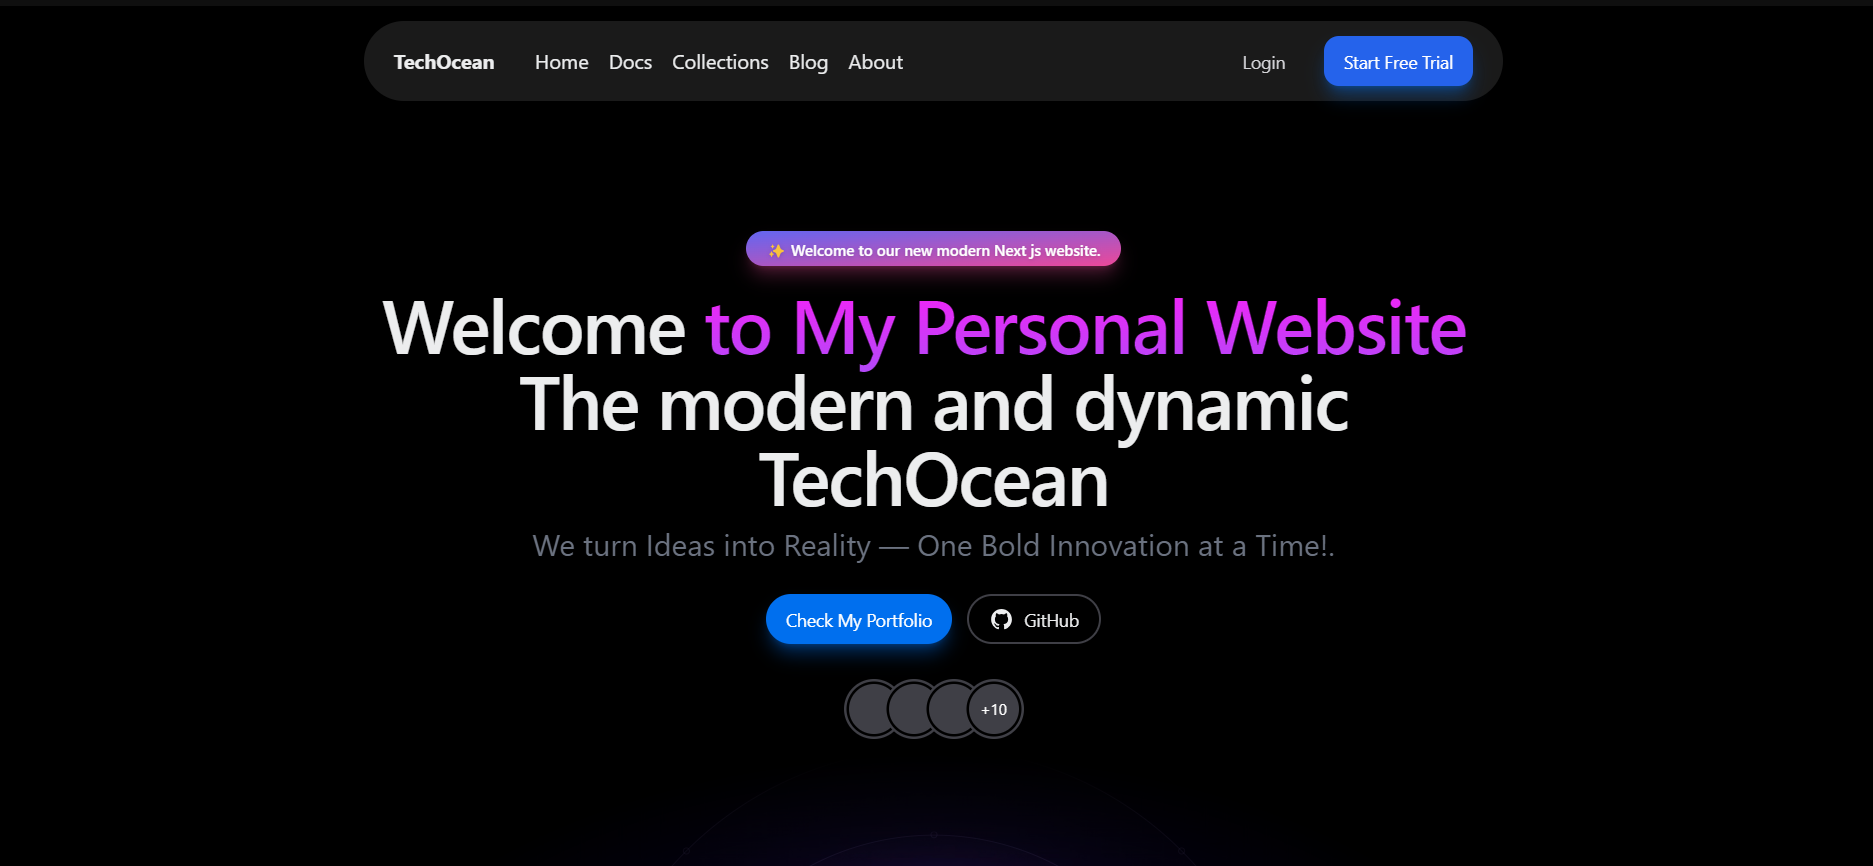 TechOcean Home Docs Collections Blog About Login Start Free Trial
✨ Welcome to our new modern Next js website.
Welcome to My Personal Website
The modern and dynamic
TechOcean
We turn Ideas into Reality — One Bold Innovation at a Time!.
Check My Portfolio GitHub
+10